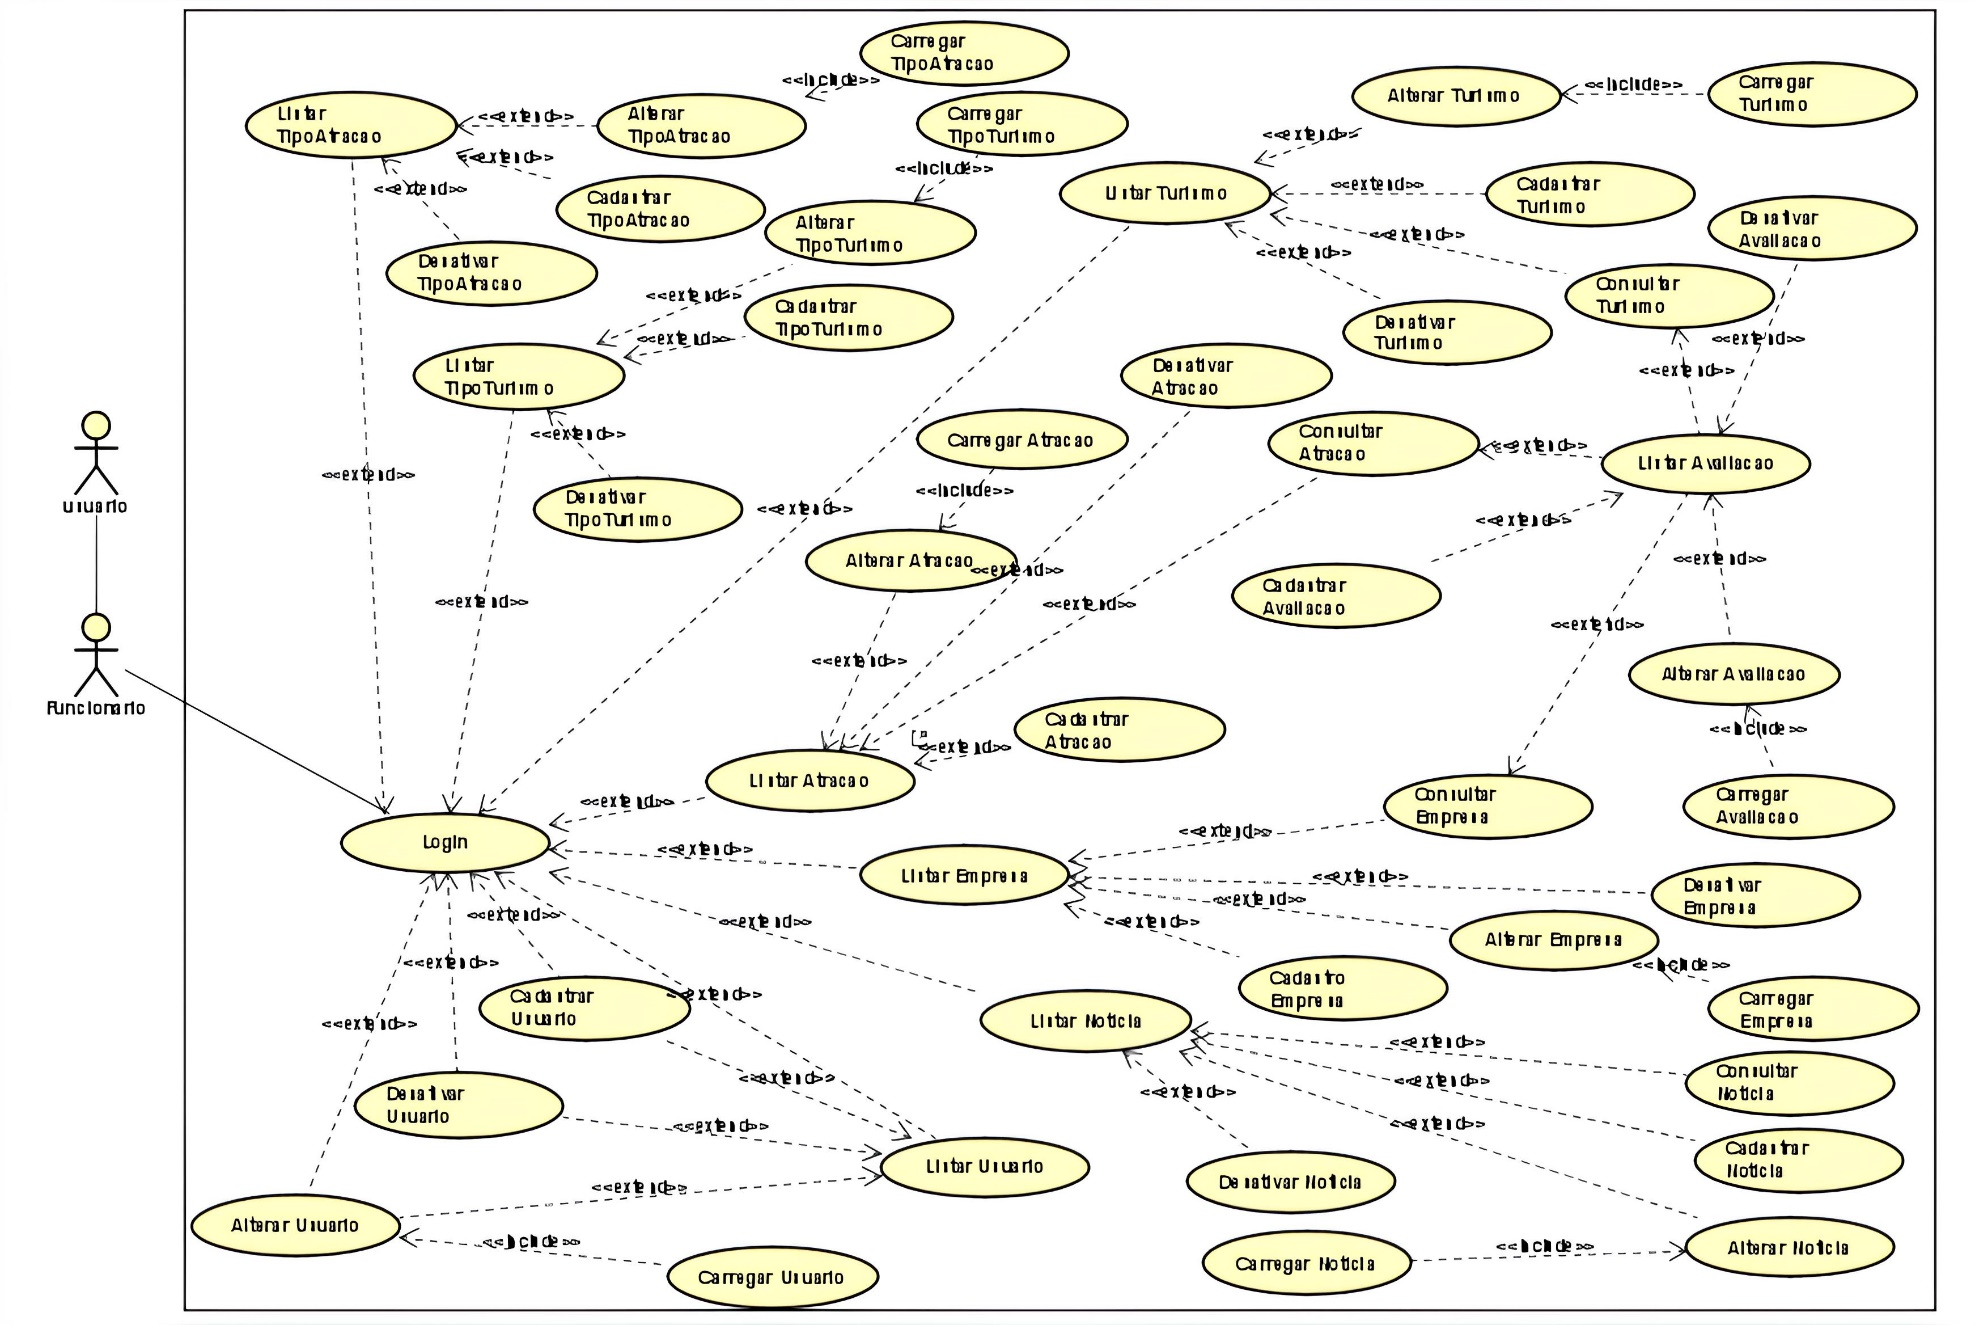 Carregar
TipoAtracao
<<include>>
Listar
TipoAtracao
<<extend>>
Alterar
TipoAtracao
Carregar
TipoTurismo
Alterar Turismo
<<include>>
Carregar
Turismo
<<extend>>
<<extend>>
<<extend>>
Cadastrar
TipoAtracao
<<include>>
Listar Turismo
<<extend>>
Cadastrar
Turismo
Desativar
Avaliacao
Desativar
TipoAtracao
Alterar
TipoTurismo
<<extend>>
<<extend>>
Consultar
Turismo
<<extend>>
Cadastrar
TipoTurismo
<<extend>>
Desativar
Turismo
<<extend>>
<<extend>>
Listar
TipoTurismo
Desativar
Atracao
<<extend>>
Carregar Atracao
Consultar
Atracao
<<extend>>
Listar Avaliacao
<<extend>>
Desativar
TipoTurismo
<<include>>
<<extend>>
usuario
<<extend>>
<<extend>>
Alterar Atracao
<<extend>>
<<extend>>
Cadastrar
Avaliacao
<<extend>>
<<extend>>
<<extend>>
<<extend>>
Alterar Avaliacao
Funcionario
Cadastrar
Atracao
<<extend>>
<<include>>
Listar Atracao
<<extend>>
Consultar
Empresa
Carregar
Avaliacao
Login
<<extend>>
<<extend>>
Listar Empresa
<<extend>>
Desativar
Empresa
<<extend>>
<<extend>>
<<extend>>
<<extend>>
Alterar Empresa
<<include>>
<<extend>>
Cadastro
Empresa
Carregar
Empresa
Cadastrar
Usuario
<<extend>>
<<extend>>
Listar Noticia
<<extend>>
Consultar
Noticia
<<extend>>
<<extend>>
<<extend>>
Desativar
Usuario
<<extend>>
<<extend>>
Cadastrar
Noticia
Listar Usuario
<<extend>>
Desativar Noticia
Alterar Usuario
<<include>>
Carregar Usuario
Carregar Noticia
<<include>>
Alterar Noticia